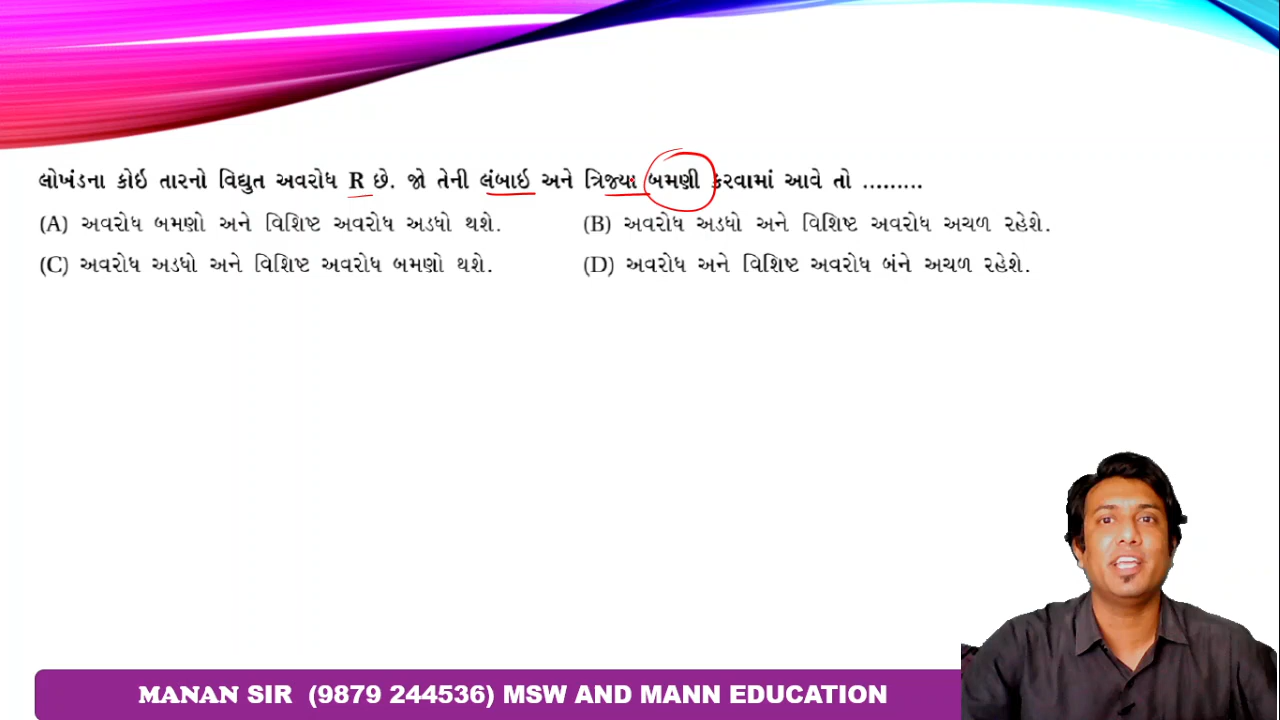 લોખંડના કોઇ તારનો વિદ્યુત અવરોધ R છે. જો તેની લંબાઇ અને ત્રિજ્યા બમણી કરવામાં આવે તો .........
(A) અવરોધ બમણો અને વિશિષ્ટ અવરોધ અડધો થશે. (B) અવરોધ અડધો અને વિશિષ્ટ અવરોધ અચળ રહેશે.
(C) અવરોધ અડધો અને વિશિષ્ટ અવરોધ બમણો થશે. (D) અવરોધ અને વિશિષ્ટ અવરોધ બંને અચળ રહેશે.
MANAN SIR (9879 244536) MSW AND MANN EDUCATION